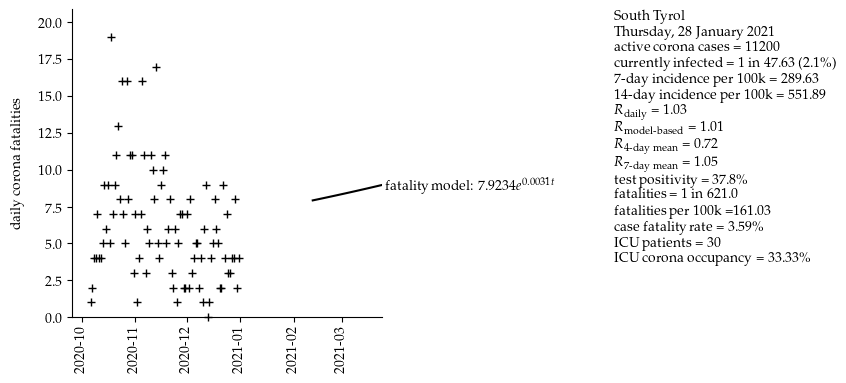 South Tyrol
Thursday, 28 January 2021
active corona cases = 11200
currently infected = 1 in 47.63 (2.1%)
7-day incidence per 100k = 289.63
14-day incidence per 100k = 551.89
R_daily = 1.03
R_model-based = 1.01
R_4-day mean = 0.72
R_7-day mean = 1.05
test positivity = 37.8%
fatalities = 1 in 621.0
fatalities per 100k =161.03
case fatality rate = 3.59%
ICU patients = 30
ICU corona occupancy = 33.33%
daily corona fatalities
20.0
17.5
15.0
12.5
10.0
7.5
5.0
2.5
0.0
fatality model: 7.9234e^0.0031t
2020-10
2020-11
2020-12
2021-01
2021-02
2021-03